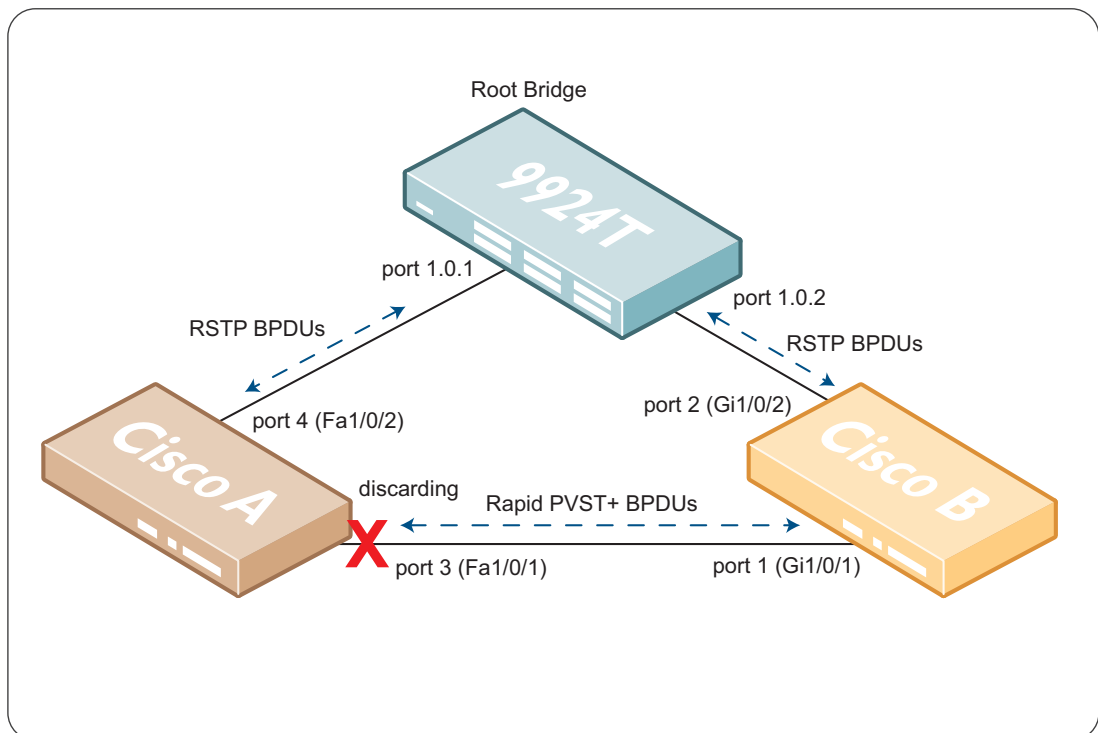 Root Bridge
9924T
port 1.0.1
port 1.0.2
RSTP BPDUs
RSTP BPDUs
port 4 (Fa1/0/2)
port 2 (Gi1/0/2)
Cisco A
Cisco B
discarding
Rapid PVST+ BPDUs
X
port 3 (Fa1/0/1)
port 1 (Gi1/0/1)